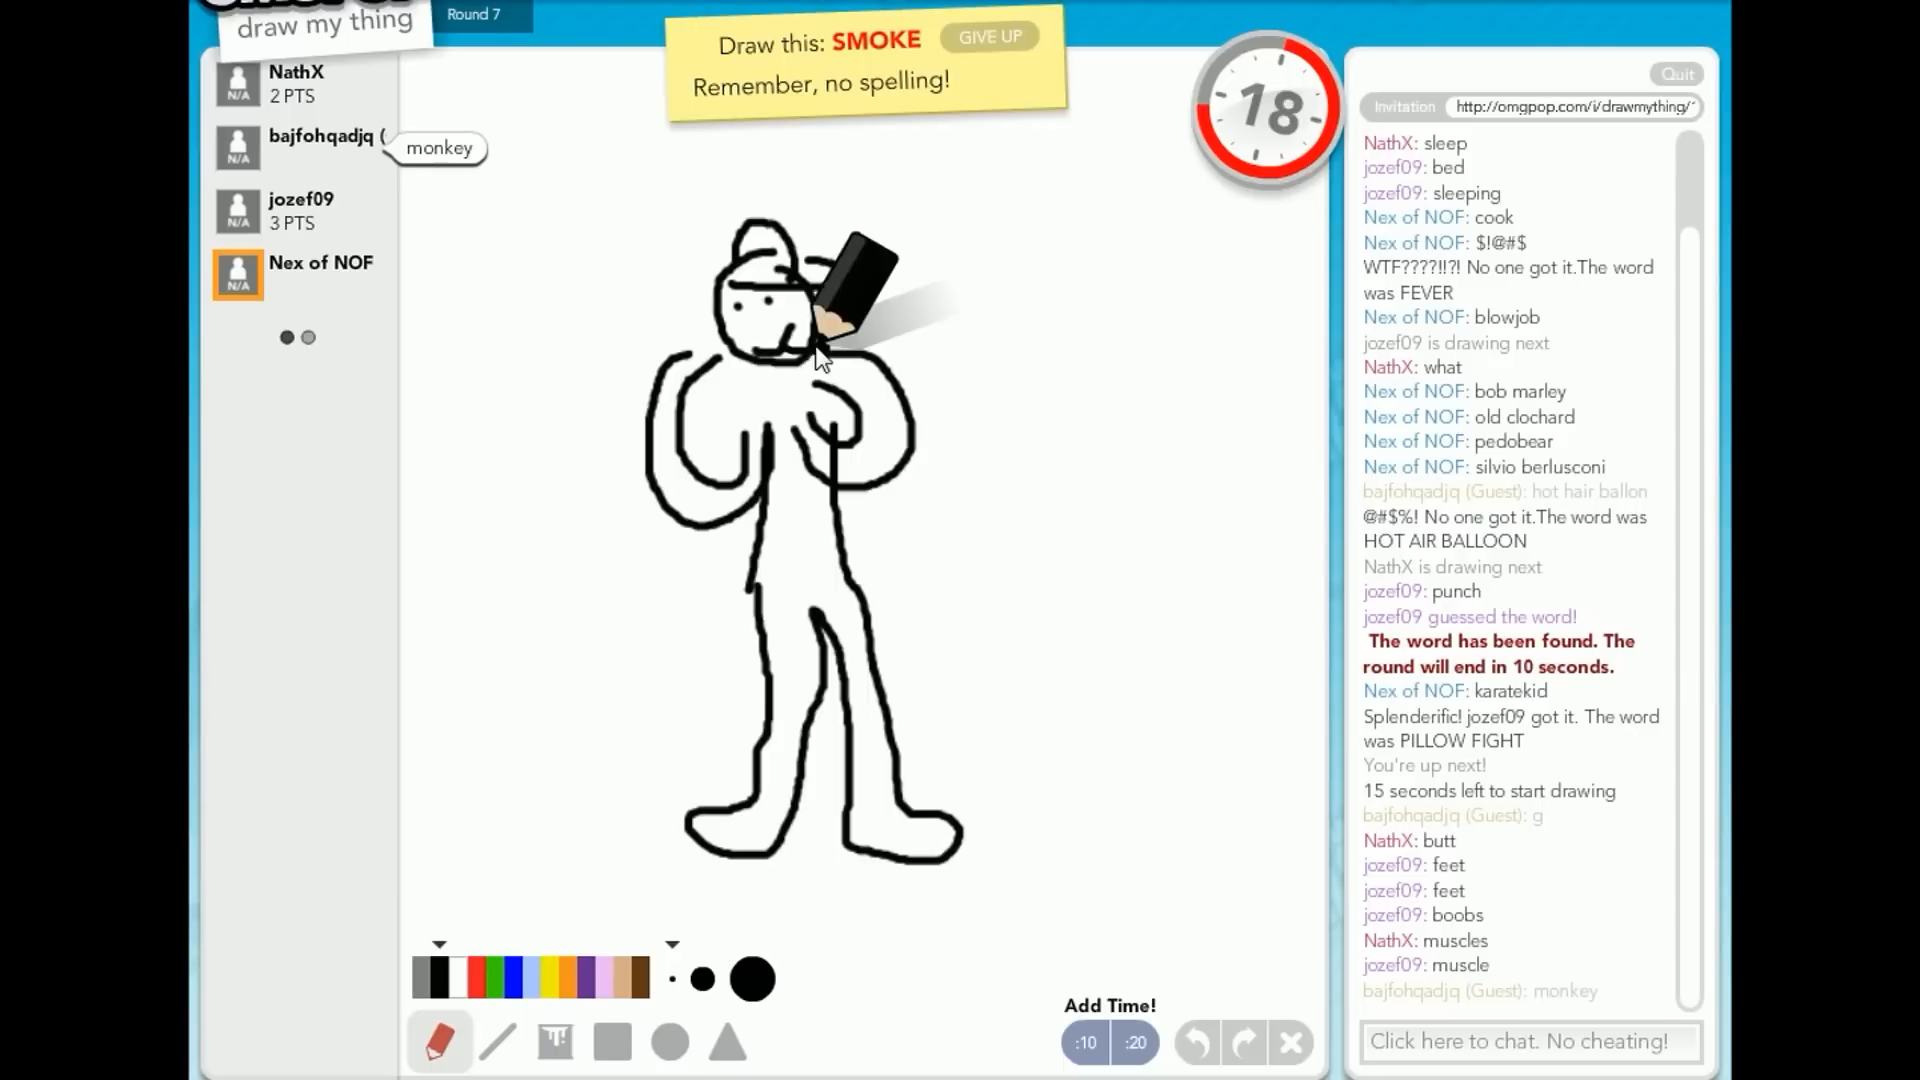 draw my thing
Round 7
Draw this: SMOKE
GIVE UP
Remember, no spelling!
18
NathX
2 PTS
N/A
bajfohqadjq (
N/A
monkey
jozef09
3 PTS
N/A
Nex of NOF
N/A
Quit
Invitation
http://omgpop.com/i/drawmything/
NathX: sleep
jozef09: bed
jozef09: sleeping
Nex of NOF: cook
Nex of NOF: $!@#$
WTF????!!?! No one got it.The word
was FEVER
Nex of NOF: blowjob
jozef09 is drawing next
NathX: what
Nex of NOF: bob marley
Nex of NOF: old clochard
Nex of NOF: pedobear
Nex of NOF: silvio berlusconi
bajfohqadjq (Guest): hot hair ballon
@#$%! No one got it.The word was
HOT AIR BALLOON
NathX is drawing next
jozef09: punch
jozef09 guessed the word!
The word has been found. The
round will end in 10 seconds.
Nex of NOF: karatekid
Splenderific! jozef09 got it. The word
was PILLOW FIGHT
You're up next!
15 seconds left to start drawing
bajfohqadjq (Guest): g
NathX: butt
jozef09: feet
jozef09: feet
jozef09: boobs
NathX: muscles
jozef09: muscle
bajfohqadjq (Guest): monkey
Click here to chat. No cheating!
Add Time!
:10
:20